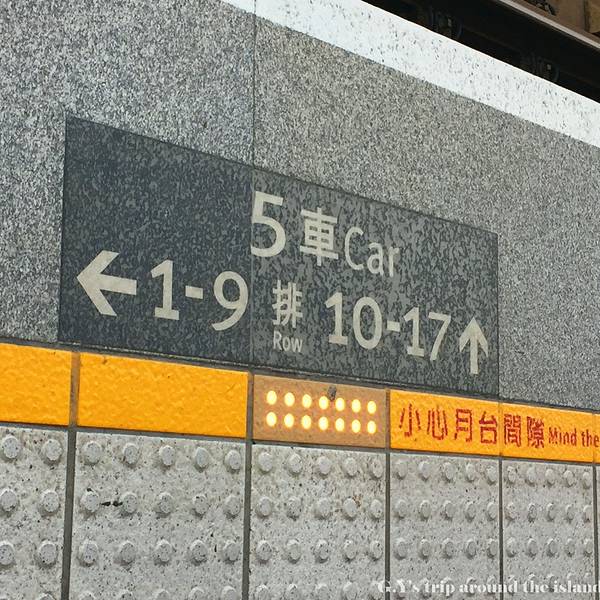 5 車 Car
← 1-9 排 Row 10-17 ↑
小心月台間隙 Mind the
G.Y's trip around the island